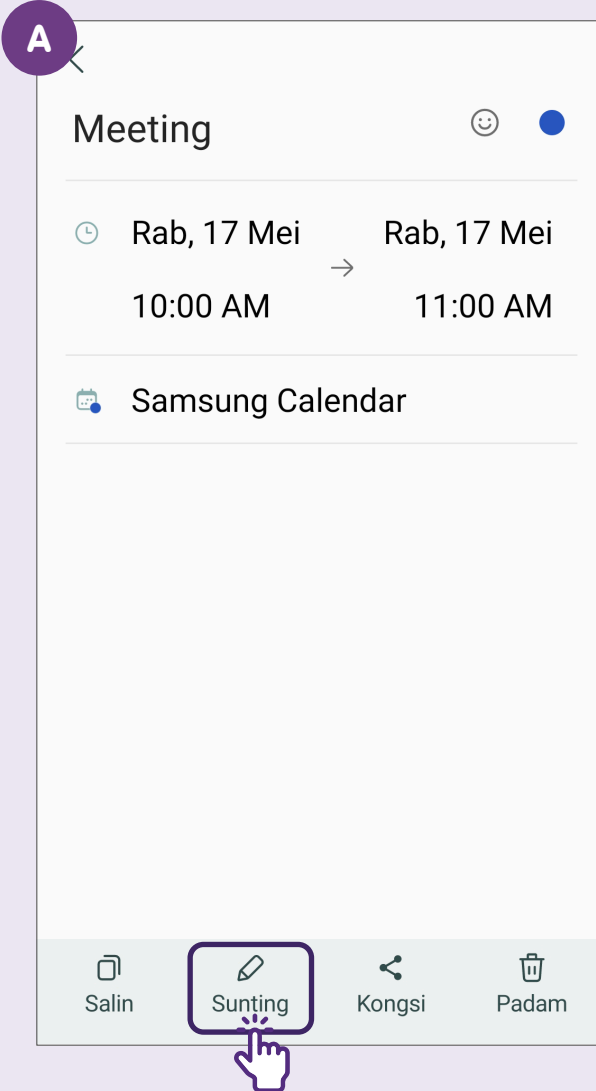 A
Meeting
Rab, 17 Mei Rab, 17 Mei
10:00 AM 11:00 AM
Samsung Calendar
Salin Sunting Kongsi Padam